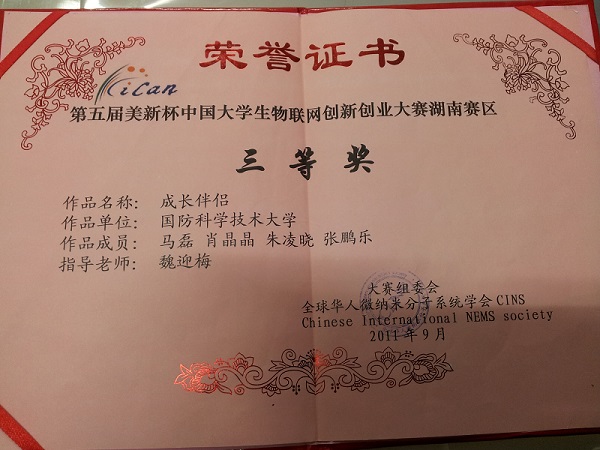 荣誉证书
iCan
第五届美新杯中国大学生物联网创新创业大赛湖南赛区
三等奖
作品名称: 成长伴侣
作品单位: 国防科学技术大学
作品成员: 马磊 肖晶晶 朱凌晓 张鹏乐
指导老师: 魏迎梅
大赛组委会
全球华人微纳米分子系统学会CINS
Chinese International NEMS society
2011年9月